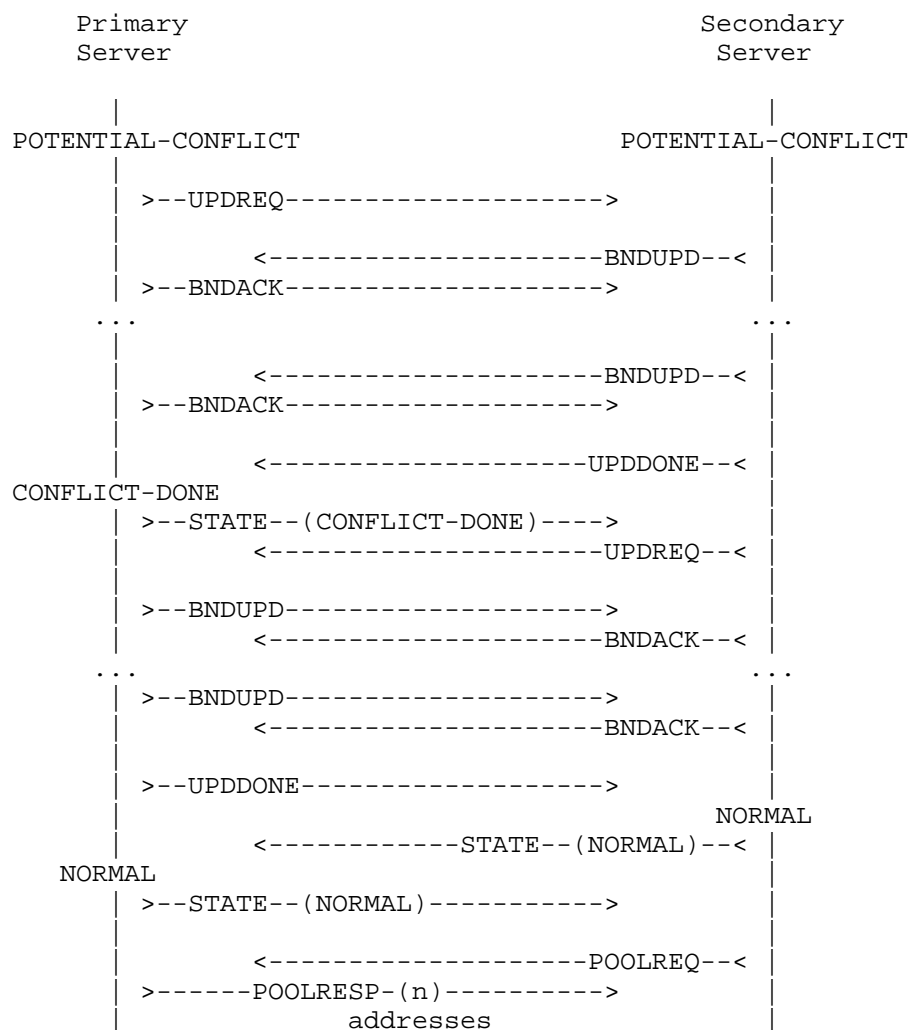 Primary                                Secondary
Server                                  Server

      |                                         |
POTENTIAL-CONFLICT                    POTENTIAL-CONFLICT
      |                                         |
      | >--UPDREQ-------------------->          |
      |                                         |
      |        <---------------------BNDUPD--<  |
      | >--BNDACK-------------------->          |
     ...                                       ...
      |                                         |
      |        <---------------------BNDUPD--<  |
      | >--BNDACK-------------------->          |
      |                                         |
      |        <--------------------UPDDONE--<  |
CONFLICT-DONE                                   |
      | >--STATE--(CONFLICT-DONE)---->          |
      |        <---------------------UPDREQ--<  |
      |                                         |
      | >--BNDUPD-------------------->          |
      |        <---------------------BNDACK--<  |
     ...                                       ...
      | >--BNDUPD-------------------->          |
      |        <---------------------BNDACK--<  |
      |                                         |
      | >--UPDDONE------------------->          |
      |                                      NORMAL
      |        <------------STATE--(NORMAL)--<  |
   NORMAL                                       |
      | >--STATE--(NORMAL)----------->          |
      |                                         |
      |        <--------------------POOLREQ--<  |
      | >------POOLRESP-(n)---------->          |
      |              addresses                  |